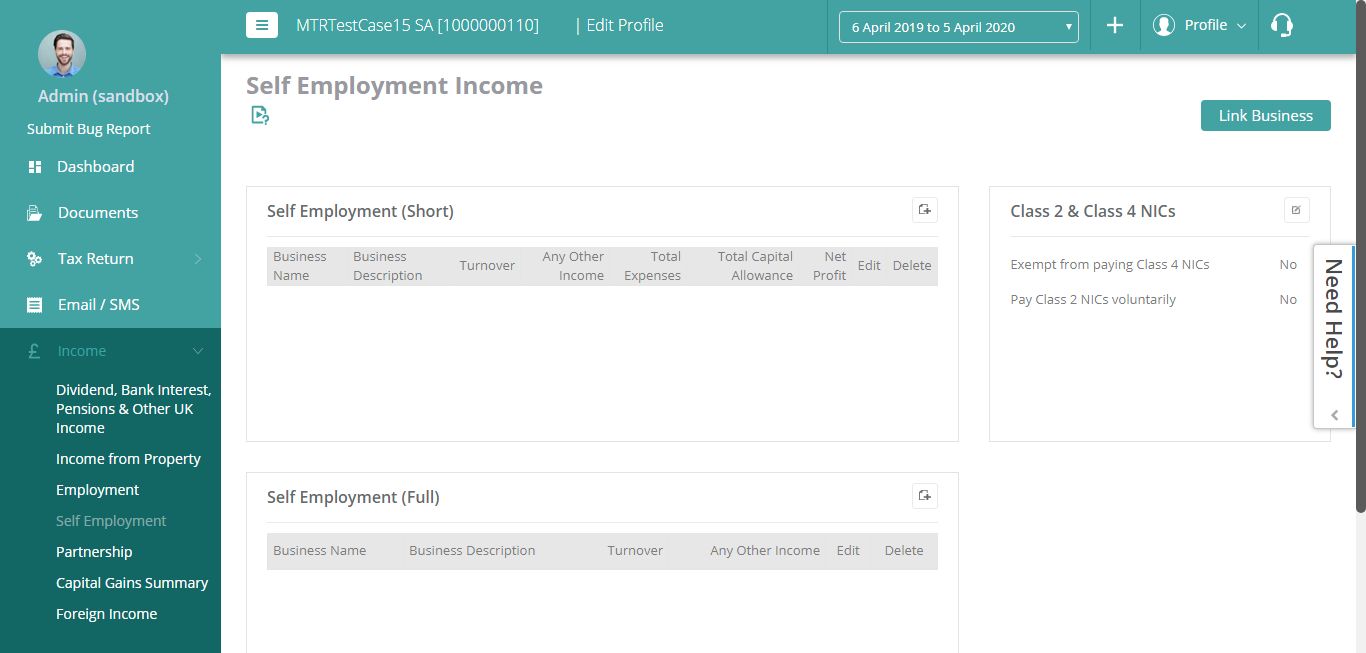 MTRTestCase15 SA [1000000110] | Edit Profile
6 April 2019 to 5 April 2020
Profile
Admin (sandbox)
Submit Bug Report
Dashboard
Documents
Tax Return
Email / SMS
£ Income
Dividend, Bank Interest,
Pensions & Other UK
Income
Income from Property
Employment
Self Employment
Partnership
Capital Gains Summary
Foreign Income
Self Employment Income
Link Business
Self Employment (Short)
Business Name
Business Description
Turnover
Any Other Income
Total Expenses
Total Capital Allowance
Net Profit
Edit
Delete
Class 2 & Class 4 NICs
Exempt from paying Class 4 NICs No
Pay Class 2 NICs voluntarily No
Need Help?
Self Employment (Full)
Business Name Business Description Turnover Any Other Income Edit Delete